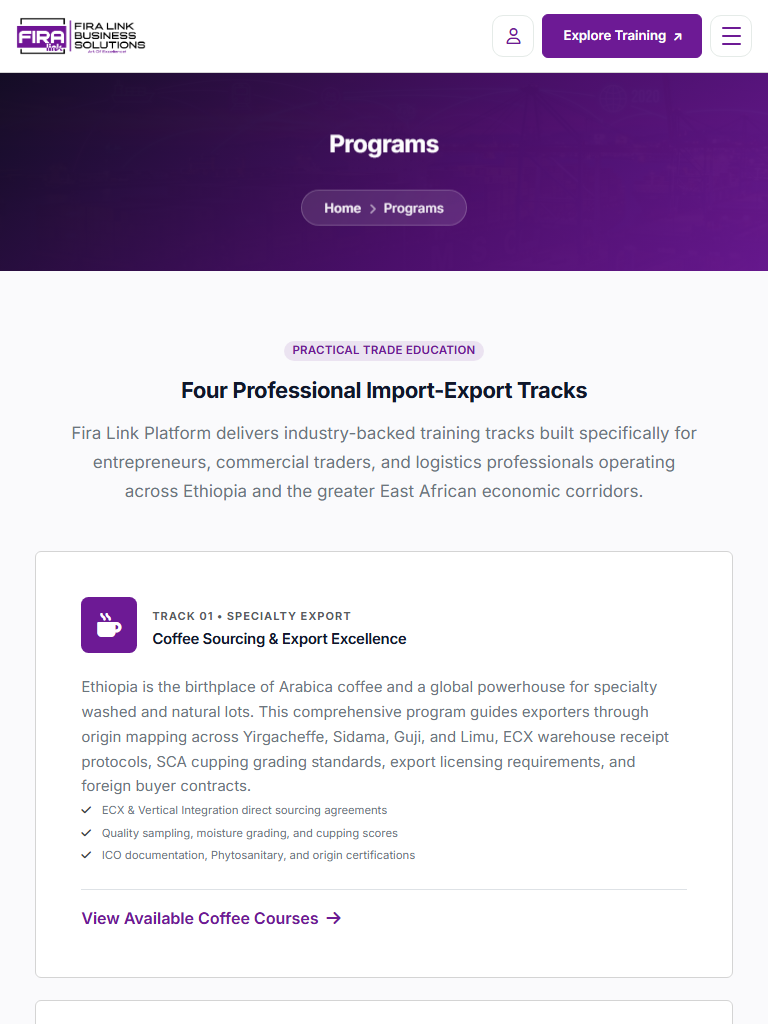 FIRA
link
FIRA LINK
BUSINESS
SOLUTIONS
Explore Training
Programs
Home
Programs
PRACTICAL TRADE EDUCATION
Four Professional Import-Export Tracks
Fira Link Platform delivers industry-backed training tracks built specifically for
entrepreneurs, commercial traders, and logistics professionals operating
across Ethiopia and the greater East African economic corridors.
TRACK 01 • SPECIALTY EXPORT
Coffee Sourcing & Export Excellence
Ethiopia is the birthplace of Arabica coffee and a global powerhouse for specialty
washed and natural lots. This comprehensive program guides exporters through
origin mapping across Yirgacheffe, Sidama, Guji, and Limu, ECX warehouse receipt
protocols, SCA cupping grading standards, export licensing requirements, and
foreign buyer contracts.
ECX & Vertical Integration direct sourcing agreements
Quality sampling, moisture grading, and cupping scores
ICO documentation, Phytosanitary, and origin certifications
View Available Coffee Courses